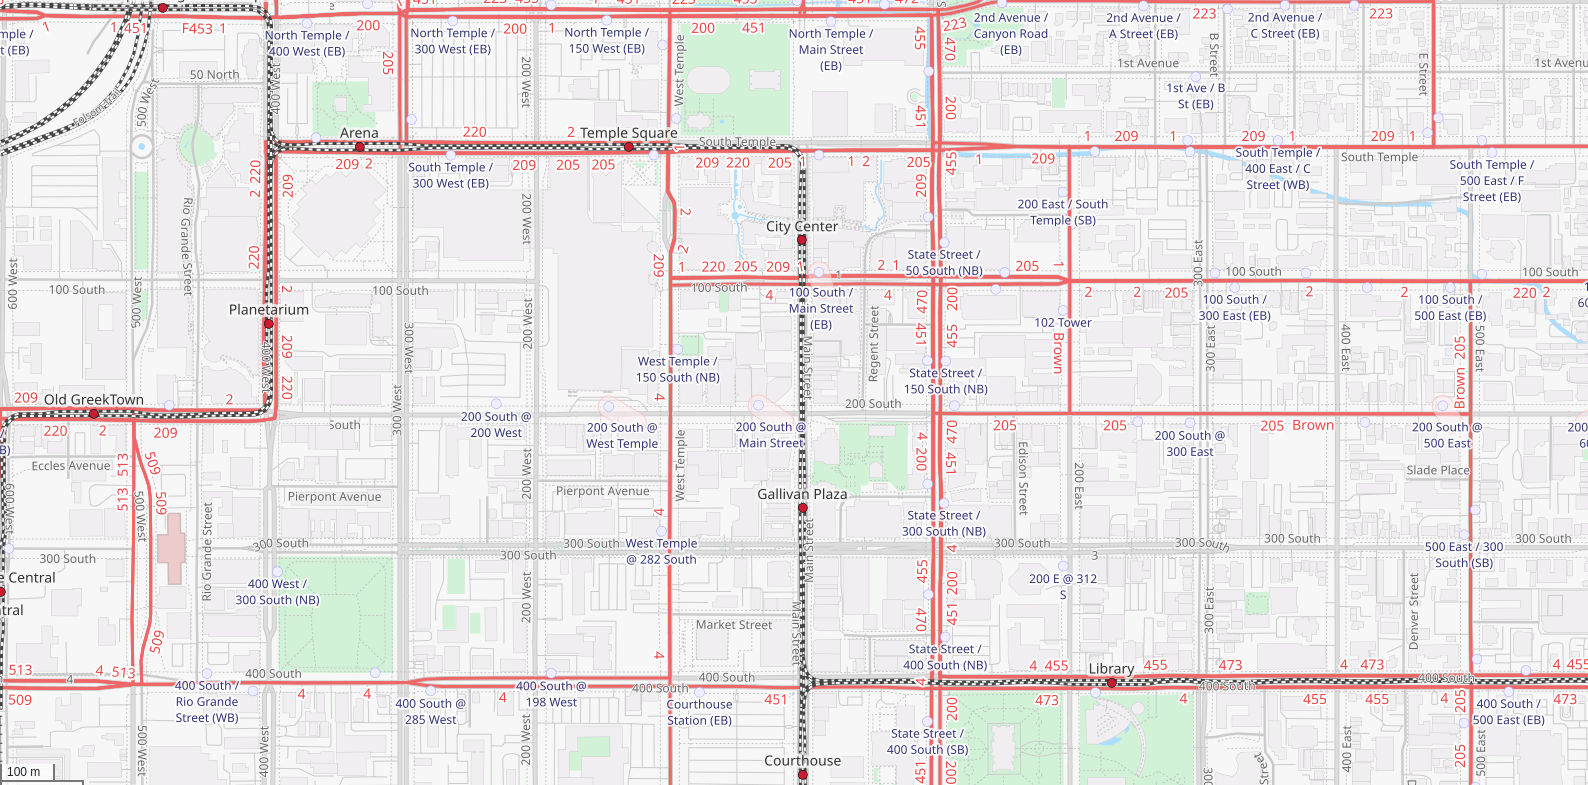 451
223
205
451
225
455
451
472
1
451
F453 1
1
200
200
1
200
451
455
223
470
223
223
mple /
t (EB)
North Temple /
400 West (EB)
North Temple /
300 West (EB)
North Temple /
150 West (EB)
North Temple /
Main Street
(EB)
2nd Avenue /
Canyon Road
(EB)
2nd Avenue /
A Street (EB)
2nd Avenue /
C Street (EB)
50 North
205
200 West
West Temple
1st Avenue
1st Avenu
B Street
E Street
1st Ave / B
St (EB)
Folsom Trail
500 West
400 West
200
451
Arena
220
2
Temple Square
South Temple
1
209
1
209
1
209
1
209 2
209
205
205
209
220
205
1
1 2
205
455
1
209
South Temple /
300 West (EB)
South Temple /
400 East / C
Street (WB)
South Temple
South Temple /
500 East / F
Street (EB)
2 220
209
Rio Grande Street
200 West
2
209
200 East / South
Temple (SB)
City Center
600 West
500 West
220
2
209
300 East
State Street /
50 South (NB)
1
220
205
209
1
1
2 1
205
1
100 South
100 South
100 South
100 South
100 South
4
4
2
2
205
2
2
220
2
2
100 South /
Main Street
(EB)
100 South /
300 East (EB)
100 South /
500 East (EB)
Planetarium
300 West
200 West
Regent Street
Main Street
470
200
451
455
102 Tower
Brown
300 East
400 East
500 East
205
Brown
209
220
400 West
West Temple /
150 South (NB)
State Street /
150 South (NB)
4
Old GreekTown
209
2
220
2
209
300 West
200 South @
200 West
South
200 South @
West Temple
200 South @
Main Street
200 South
205
205
205
Brown
200 South @
300 East
200 South @
500 East
B)
Eccles Avenue
513
513
509
509
500 West
600 West
Pierpont Avenue
200 West
Pierpont Avenue
West Temple
4
4
200
470
451
Edison Street
200 East
Slade Place
Gallivan Plaza
Rio Grande Street
State Street /
300 South (NB)
300 South
300 South
300 South
300 South
300 South
3
300 South
300 South
300 South
West Temple
@ 282 South
Main Street
4
500 East / 300
South (SB)
e Central
ntral
400 West /
300 South (NB)
200 West
455
200
200 E @ 312
S
300 East
Denver Street
Market Street
Main Street
470
451
509
4
State Street /
400 South (NB)
513
4
513
4
400 South
400 South
4
455
Library
455
473
4
473
4
455
509
400 South /
Rio Grande
Street (WB)
4
4
400 South @
285 West
400 South @
198 West
400 South
Courthouse
Station (EB)
451
4
200
473
4
400 South
455
455
4
400 South
205
473
400 South /
500 East (EB)
500 West
400 West
200 West
State Street /
400 South (SB)
400 East
500 East
205
Courthouse
451
200
300
Street
100 m